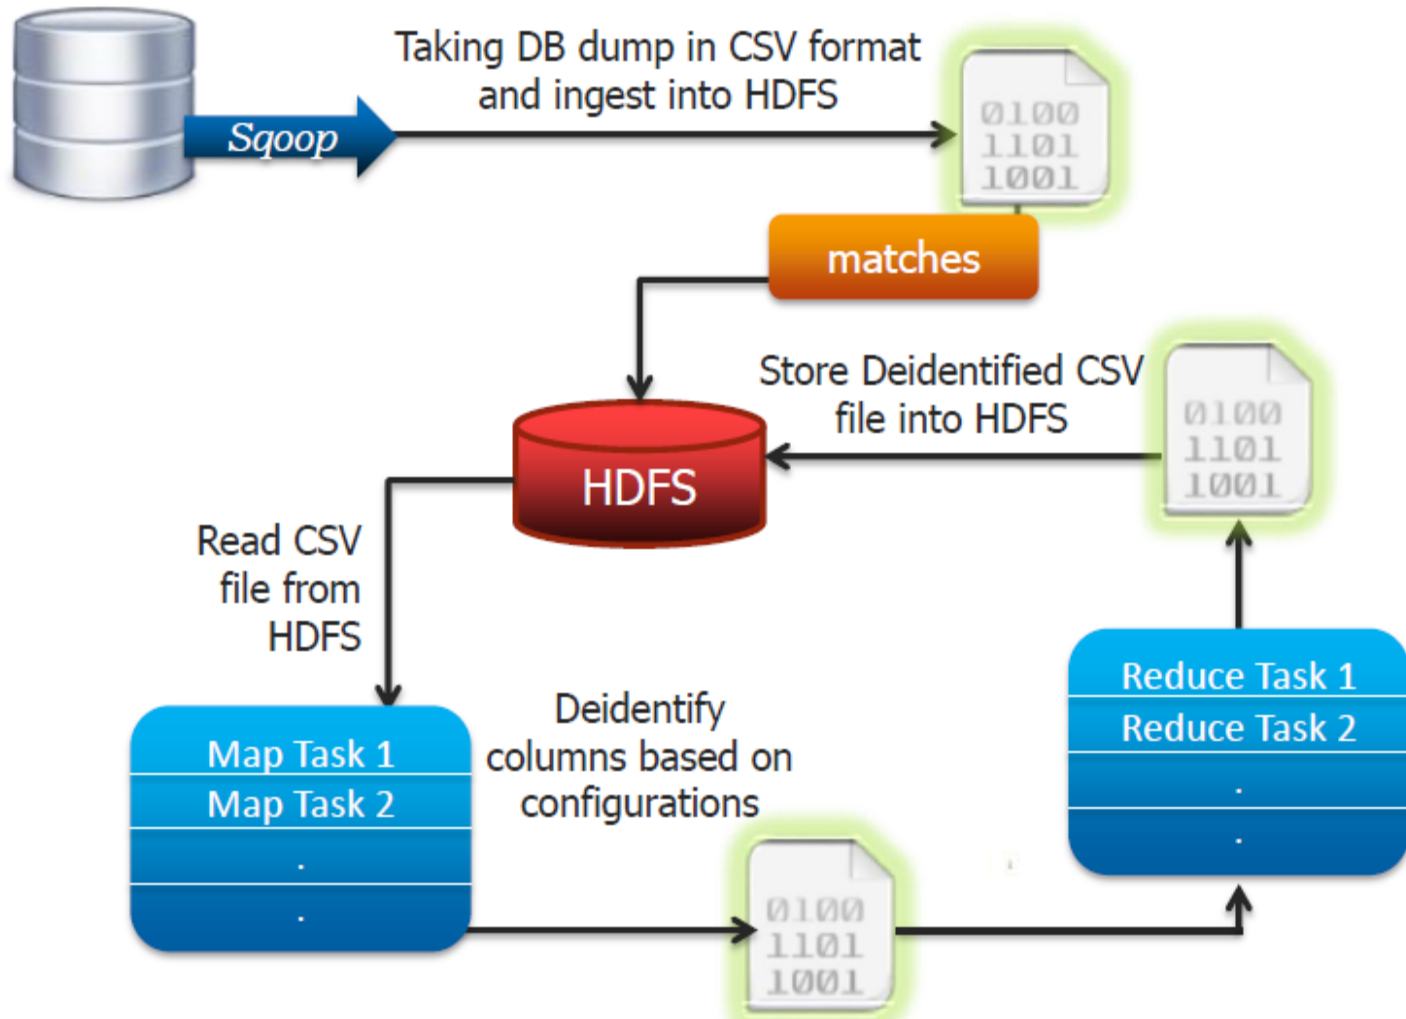 Taking DB dump in CSV format
and ingest into HDFS
Sqoop
0100
1101
1001
matches
Store Deidentified CSV
file into HDFS
0100
1101
1001
HDFS
Read CSV
file from
HDFS
Reduce Task 1
Reduce Task 2
.
.
Map Task 1
Map Task 2
.
.
Deidentify
columns based on
configurations
0100
1101
1001